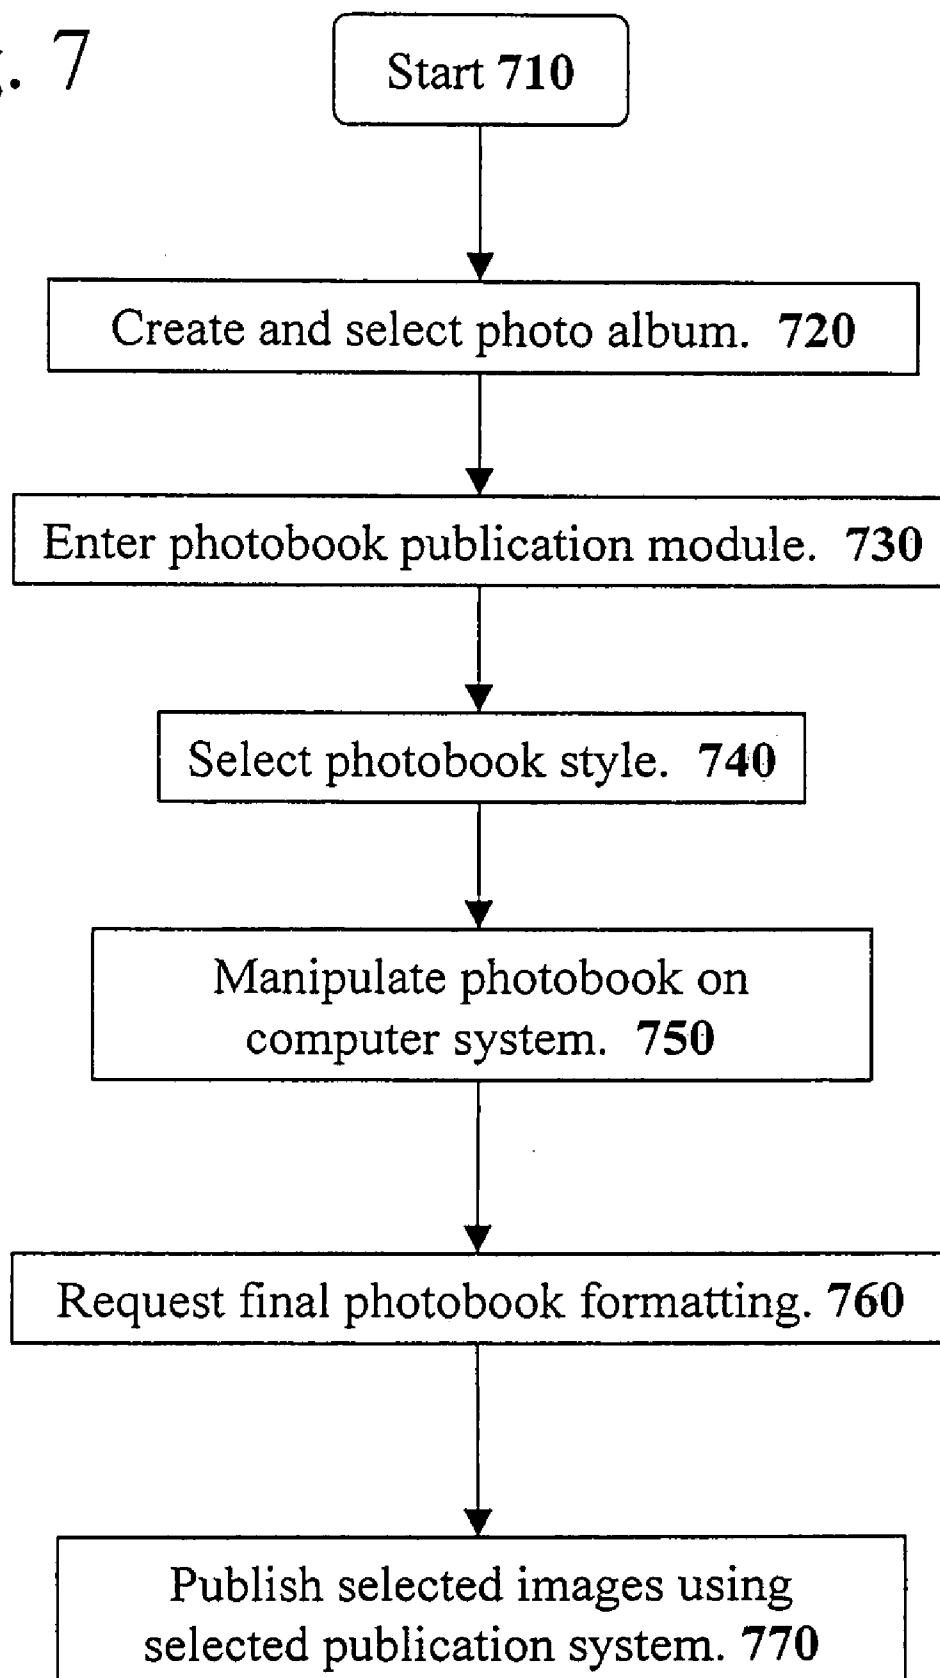 . 7
Start 710
Create and select photo album. 720
Enter photobook publication module. 730
Select photobook style. 740
Manipulate photobook on
computer system. 750
Request final photobook formatting. 760
Publish selected images using
selected publication system. 770